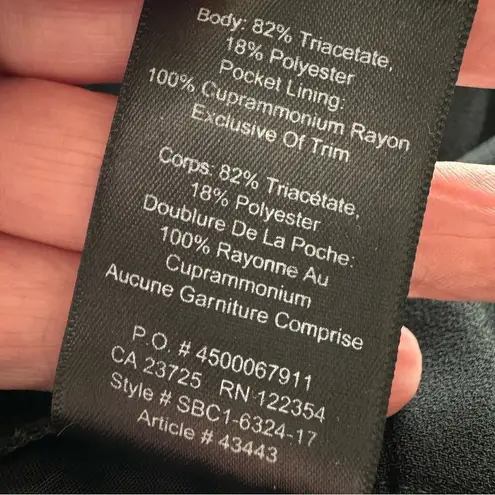 Body: 82% Triacetate,
18% Polyester
Pocket Lining:
100% Cuprammonium Rayon
Exclusive Of Trim
Corps: 82% Triacétate,
18% Polyester
Doublure De La Poche:
100% Rayonne Au
Cuprammonium
Aucune Garniture Comprise
P.O. # 4500067911
CA 23725 RN 122354
Style # SBC1-6324-17
Article # 43443